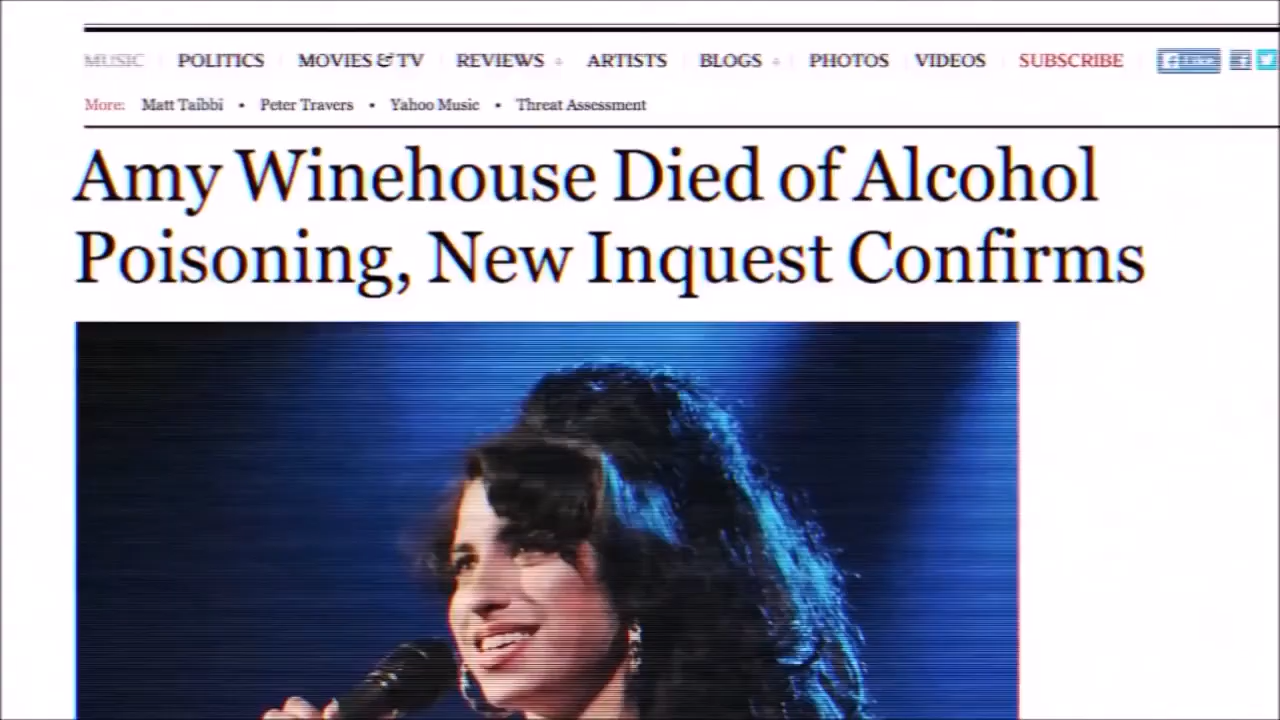 MUSIC POLITICS MOVIES & TV REVIEWS + ARTISTS BLOGS + PHOTOS VIDEOS SUBSCRIBE
More: Matt Taibbi • Peter Travers • Yahoo Music • Threat Assessment
Amy Winehouse Died of Alcohol
Poisoning, New Inquest Confirms